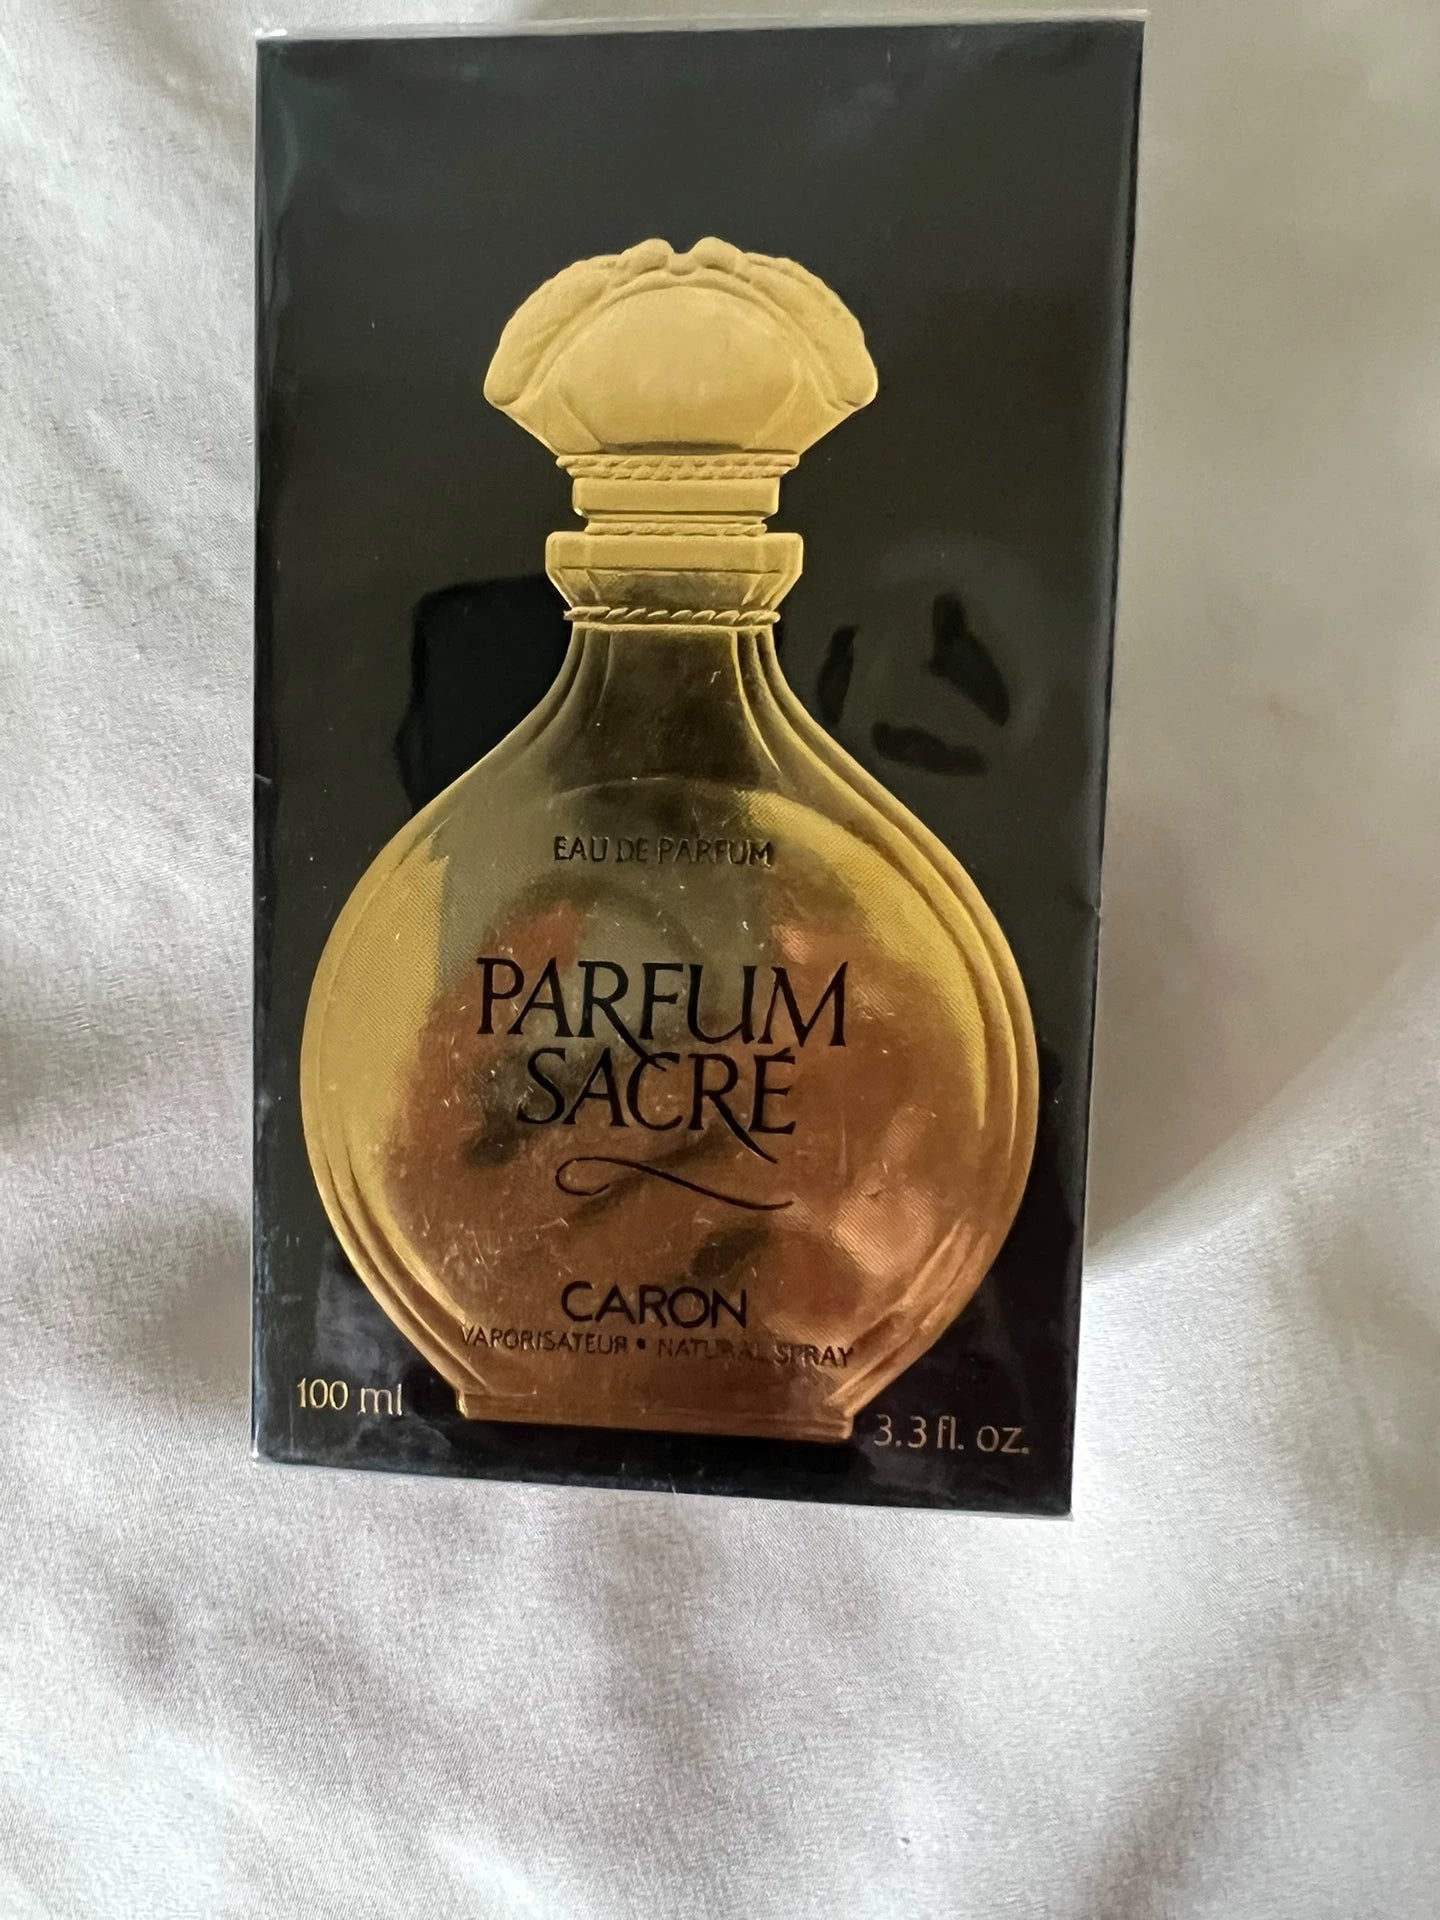 EAU DE PARFUM
PARFUM
SACRÉ
CARON
VAPORISATEUR • NATURAL SPRAY
100 ml
3.3 fl. oz.